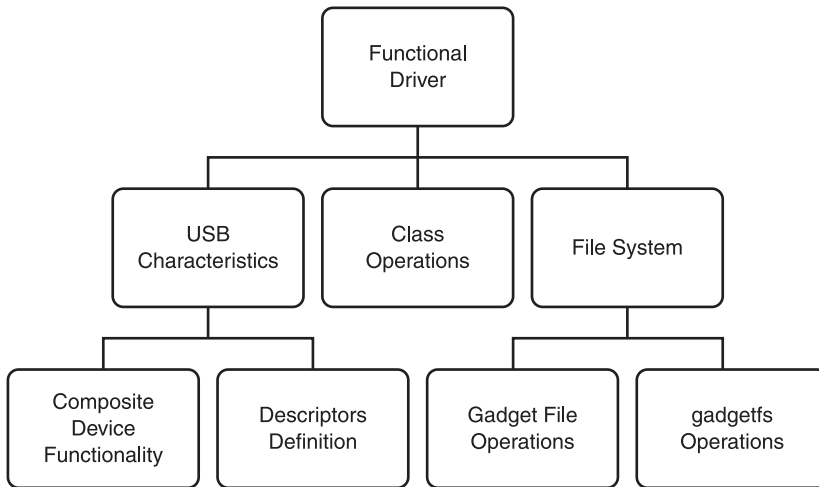 Functional
Driver
USB
Characteristics
Class
Operations
File System
Composite
Device
Functionality
Descriptors
Definition
Gadget File
Operations
gadgetfs
Operations